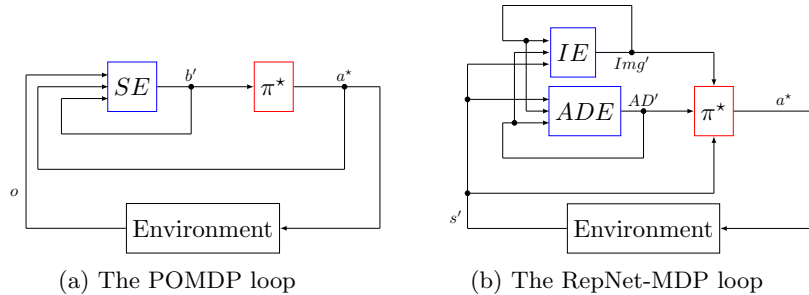 SE
b′
π⋆
a⋆
o
Environment
(a) The POMDP loop
IE
Img′
ADE
AD′
π⋆
a⋆
s′
Environment
(b) The RepNet-MDP loop